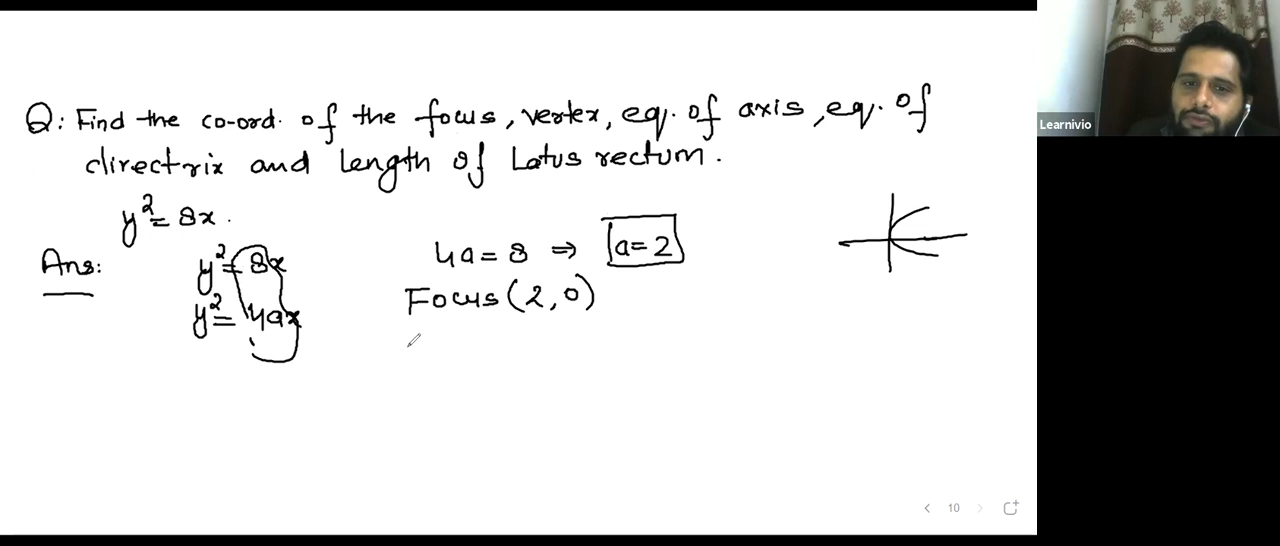 Q: Find the co-ord. of the focus, vertex, eq. of axis, eq. of
directrix and length of Latus rectum.
y² = 8x.
Ans:
y² = 8x
y² = 4ax
4a = 8 ⇒ a = 2
Focus (2, 0)
Learnivio
10